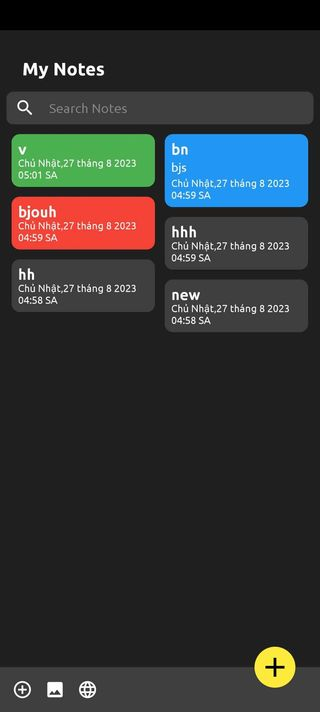 My Notes
Search Notes
v
Chủ Nhật,27 tháng 8 2023
05:01 SA
bn
bjs
Chủ Nhật,27 tháng 8 2023
04:59 SA
bjouh
Chủ Nhật,27 tháng 8 2023
04:59 SA
hhh
Chủ Nhật,27 tháng 8 2023
04:59 SA
hh
Chủ Nhật,27 tháng 8 2023
04:58 SA
new
Chủ Nhật,27 tháng 8 2023
04:58 SA